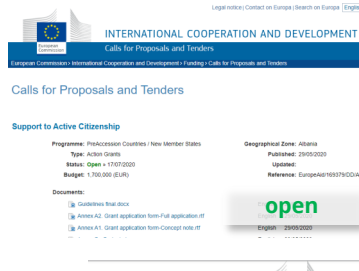 Legal notice | Contact on Europa | Search on Europa Englis
European
Commission
INTERNATIONAL COOPERATION AND DEVELOPMENT
Calls for Proposals and Tenders
European Commission > International Cooperation and Development > Funding > Calls for Proposals and Tenders
Calls for Proposals and Tenders
Support to Active Citizenship
Programme: PreAccession Countries / New Member States
Geographical Zone: Albania
Type: Action Grants
Published: 29/05/2020
Status: Open » 17/07/2020
Updated:
Budget: 1.700,000 (EUR)
Reference: EuropeAid/169379/DD/A
Documents:
Guidelines final.docx
open
Annex A2. Grant application form-Full application.rtf
Annex A1. Grant application form-Concept note.rtf
English 29/05/2020